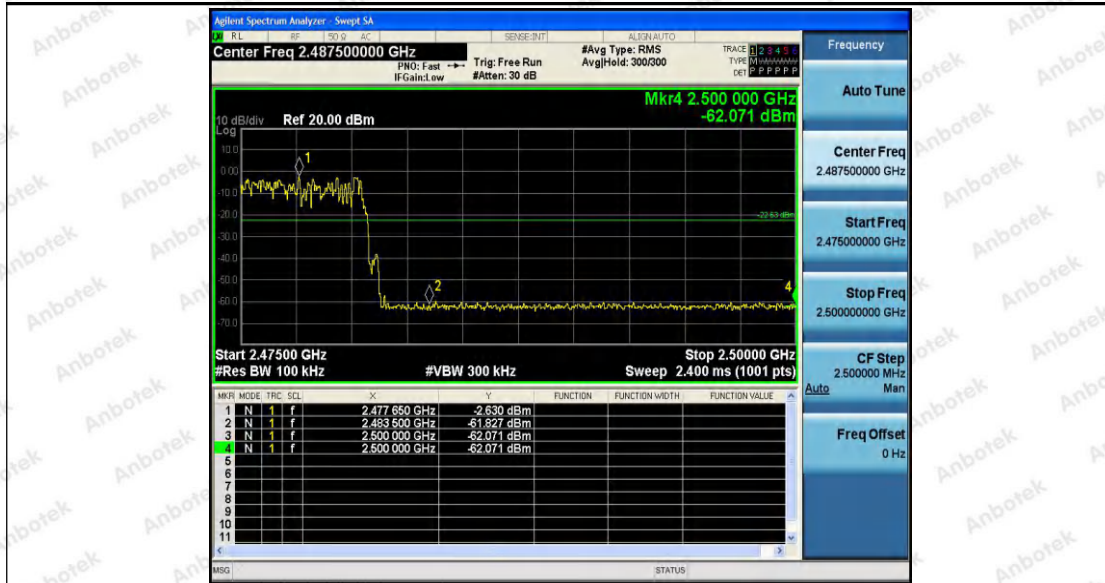 Agilent Spectrum Analyzer - Swept SA
RL RF 50 Ω AC SENSE:INT ALIGN AUTO
Center Freq 2.487500000 GHz
PNO: Fast
IFGain:Low
Trig: Free Run
#Atten: 30 dB
#Avg Type: RMS
Avg|Hold: 300/300
TRACE 1 2 3 4 5 6
TYPE M
DET P P P P P P
Mkr4 2.500 000 GHz
-62.071 dBm
10 dB/div Ref 20.00 dBm
Log
10.0
0.00
-10.0
-20.0
-30.0
-40.0
-50.0
-60.0
-70.0
1
2
4
-22.63 dBm
Start 2.47500 GHz Stop 2.50000 GHz
#Res BW 100 kHz #VBW 300 kHz Sweep 2.400 ms (1001 pts)
MKR MODE TRC SCL X Y FUNCTION FUNCTION WIDTH FUNCTION VALUE
1 N 1 f 2.477 650 GHz -2.630 dBm
2 N 1 f 2.483 500 GHz -61.827 dBm
3 N 1 f 2.500 000 GHz -62.071 dBm
4 N 1 f 2.500 000 GHz -62.071 dBm
5
6
7
8
9
10
11
MSG STATUS
Frequency
Auto Tune
Center Freq
2.487500000 GHz
Start Freq
2.475000000 GHz
Stop Freq
2.500000000 GHz
CF Step
2.500000 MHz
Auto Man
Freq Offset
0 Hz
Anbotek